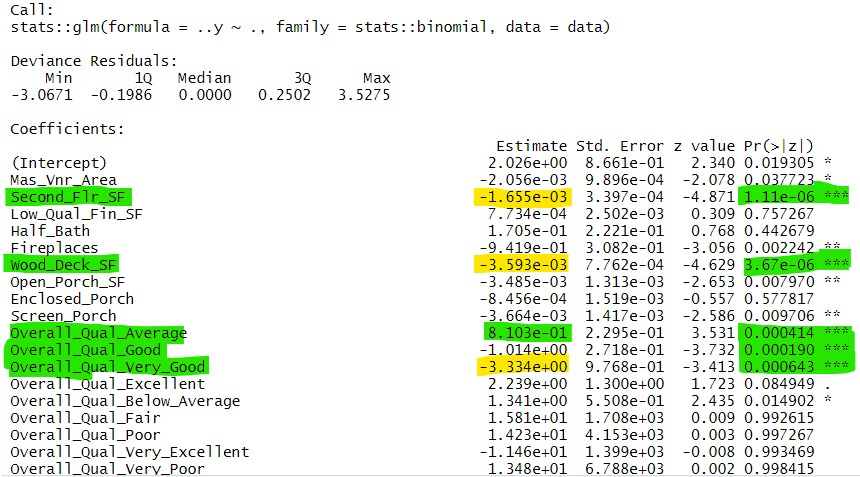 Call:
stats::glm(formula = ..y ~ ., family = stats::binomial, data = data)
Deviance Residuals:
Min 1Q Median 3Q Max
-3.0671 -0.1986 0.0000 0.2502 3.5275
Coefficients:
Estimate Std. Error z value Pr(>|z|)
(Intercept) 2.026e+00 8.661e-01 2.340 0.019305 *
Mas_Vnr_Area -2.056e-03 9.896e-04 -2.078 0.037723 *
Second_Flr_SF -1.655e-03 3.397e-04 -4.871 1.11e-06 ***
Low_Qual_Fin_SF 7.734e-04 2.502e-03 0.309 0.757267
Half_Bath 1.705e-01 2.221e-01 0.768 0.442679
Fireplaces -9.419e-01 3.082e-01 -3.056 0.002242 **
Wood_Deck_SF -3.593e-03 7.762e-04 -4.629 3.67e-06 ***
Open_Porch_SF -3.485e-03 1.313e-03 -2.653 0.007970 **
Enclosed_Porch -8.456e-04 1.519e-03 -0.557 0.577817
Screen_Porch -3.664e-03 1.417e-03 -2.586 0.009706 **
Overall_Qual_Average 8.103e-01 2.295e-01 3.531 0.000414 ***
Overall_Qual_Good -1.014e+00 2.718e-01 -3.732 0.000190 ***
Overall_Qual_Very_Good -3.334e+00 9.768e-01 -3.413 0.000643 ***
Overall_Qual_Excellent 2.239e+00 1.300e+00 1.723 0.084949 .
Overall_Qual_Below_Average 1.341e+00 5.508e-01 2.435 0.014902 *
Overall_Qual_Fair 1.581e+01 1.708e+03 0.009 0.992615
Overall_Qual_Poor 1.423e+01 4.153e+03 0.003 0.997267
Overall_Qual_Very_Excellent -1.146e+01 1.399e+03 -0.008 0.993469
Overall_Qual_Very_Poor 1.348e+01 6.788e+03 0.002 0.998415